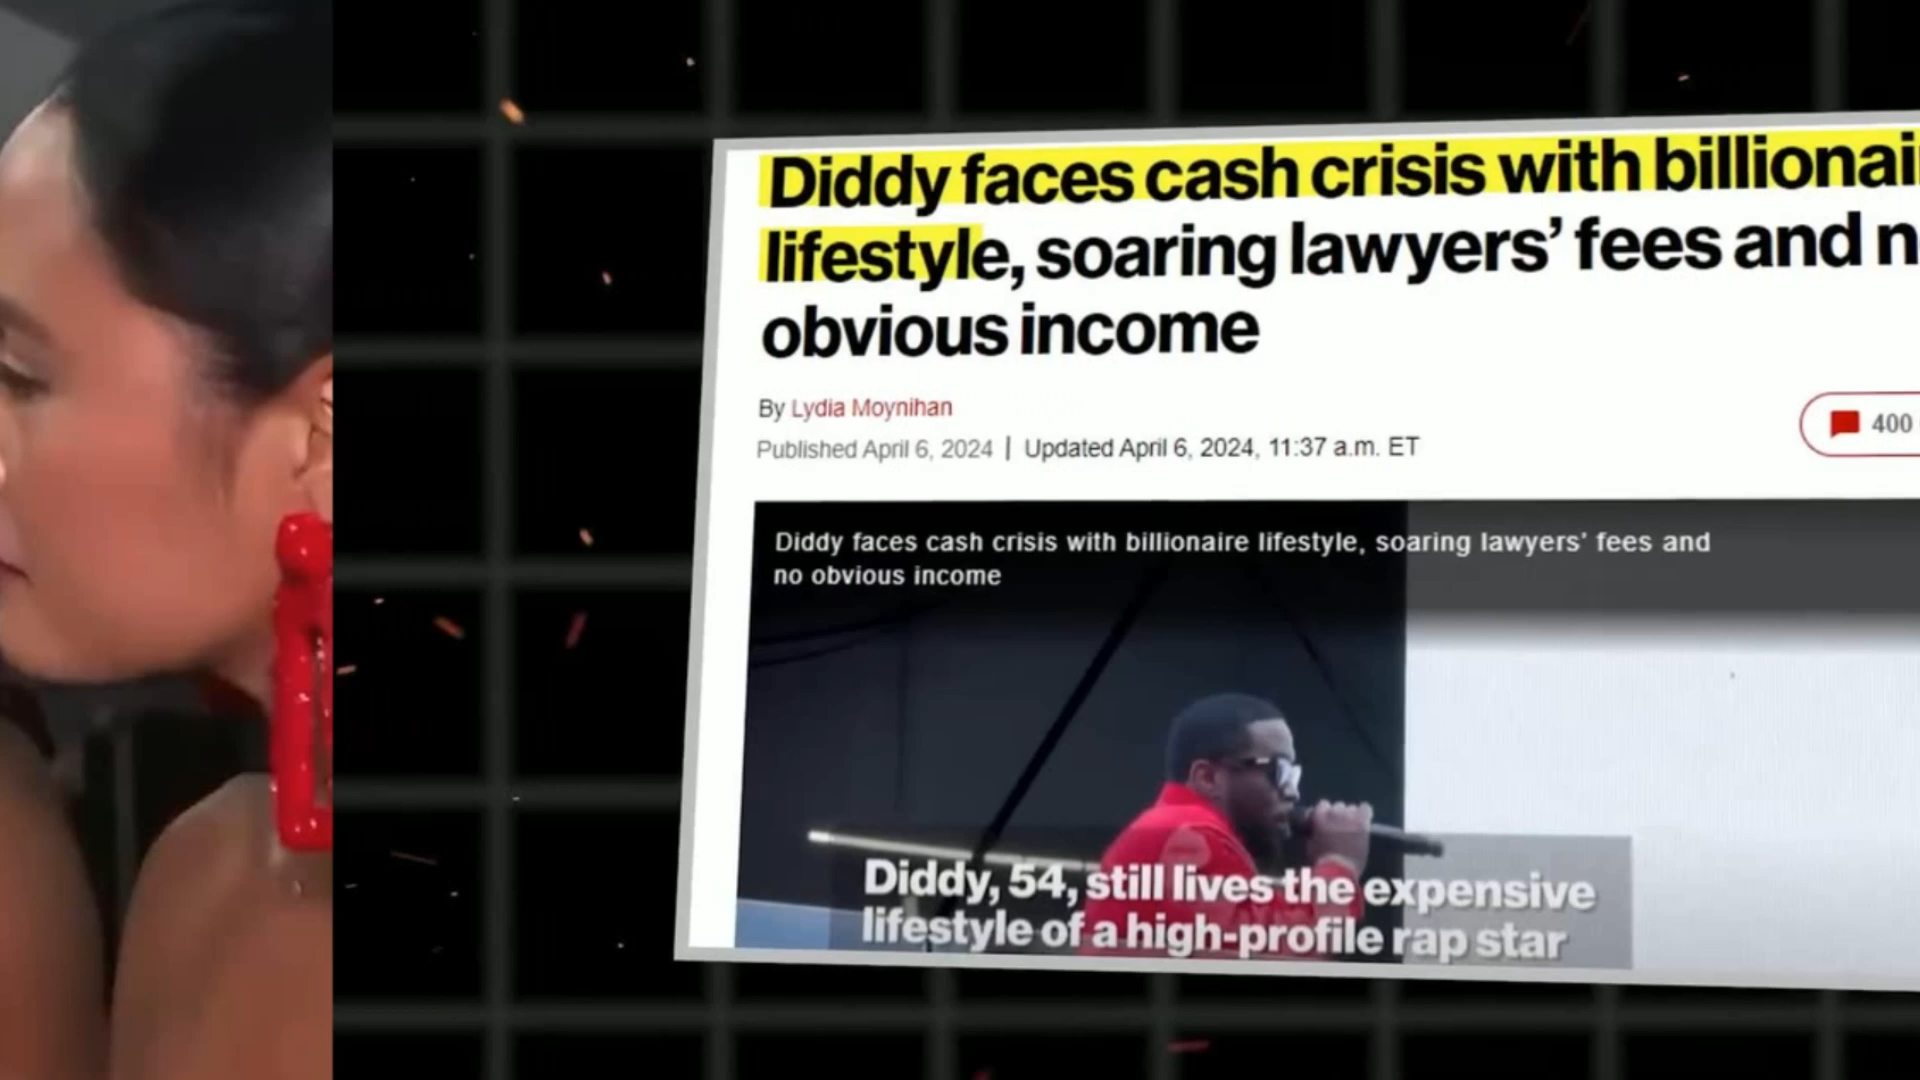 Diddy faces cash crisis with billionai
lifestyle, soaring lawyers’ fees and n
obvious income
By Lydia Moynihan
Published April 6, 2024 | Updated April 6, 2024, 11:37 a.m. ET
400
Diddy faces cash crisis with billionaire lifestyle, soaring lawyers' fees and
no obvious income
Diddy, 54, still lives the expensive
lifestyle of a high-profile rap star